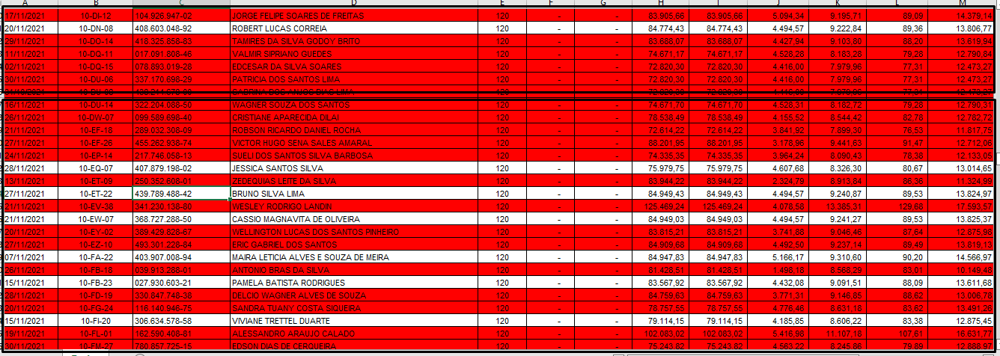 A B C D E F G H I J K L M
17/11/2021 10-DI-12 104.926.947-02 JORGE FELIPE SOARES DE FREITAS 120 - - 83.905,66 83.905,66 5.094,34 9.195,71 89,09 14.379,14
20/11/2021 10-DN-08 408.603.048-92 ROBERT LUCAS CORREIA 120 - - 84.774,43 84.774,43 4.494,57 9.222,84 89,36 13.806,77
29/11/2021 10-DO-14 418.325.858-83 TAMIRES DA SILVA GODOY BRITO 120 - - 83.688,07 83.688,07 4.427,94 9.103,80 88,20 13.619,94
11/11/2021 10-DQ-11 017.091.808-46 VALMIR SIPRIANO GUEDES 120 - - 74.671,17 74.671,17 4.528,28 8.183,28 79,28 12.790,84
02/11/2021 10-DQ-15 078.893.019-28 EDCESAR DA SILVA SOARES 120 - - 72.820,30 72.820,30 4.416,00 7.979,96 77,31 12.473,27
30/11/2021 10-DU-06 337.170.698-29 PATRICIA DOS SANTOS LIMA 120 - - 72.820,30 72.820,30 4.416,00 7.979,96 77,31 12.473,27
16/11/2021 10-DU-14 322.204.088-50 WAGNER SOUZA DOS SANTOS 120 - - 74.671,70 74.671,70 4.528,31 8.182,72 79,28 12.790,31
26/11/2021 10-DW-07 099.589.698-40 CRISTIANE APARECIDA DILAI 120 - - 78.538,49 78.538,49 4.155,52 8.544,42 82,78 12.782,72
21/11/2021 10-EF-18 289.032.308-09 ROBSON RICARDO DANIEL ROCHA 120 - - 72.614,22 72.614,22 3.841,92 7.899,30 76,53 11.817,75
27/11/2021 10-EF-26 455.262.938-74 VICTOR HUGO SENA SALES AMARAL 120 - - 88.201,95 88.201,95 3.178,96 9.441,63 91,47 12.712,06
24/11/2021 10-EP-14 217.746.058-13 SUELI DOS SANTOS SILVA BARBOSA 120 - - 74.335,35 74.335,35 3.964,24 8.090,43 78,38 12.133,05
28/11/2021 10-EQ-07 407.879.198-02 JESSICA SANTOS SILVA 120 - - 75.979,75 75.979,75 4.607,68 8.326,30 80,67 13.014,65
13/11/2021 10-ET-09 250.352.608-01 ZEDEQUIAS LEITE DA SILVA 120 - - 83.944,22 83.944,22 2.324,79 8.913,84 86,36 11.324,99
27/11/2021 10-ET-22 439.789.488-42 BRUNO SILVA LIMA 120 - - 84.949,43 84.949,43 4.494,57 9.240,87 89,53 13.824,97
21/11/2021 10-EV-38 341.230.138-80 WESLEY RODRIGO LANDIN 120 - - 125.469,24 125.469,24 4.078,58 13.385,31 129,68 17.593,57
21/11/2021 10-EW-07 368.727.288-50 CASSIO MAGNAVITA DE OLIVEIRA 120 - - 84.949,03 84.949,03 4.494,57 9.241,27 89,53 13.825,37
20/11/2021 10-EY-02 389.429.828-67 WELLINGTON LUCAS DOS SANTOS PINHEIRO 120 - - 83.815,21 83.815,21 3.741,88 9.046,46 87,64 12.875,98
27/11/2021 10-EZ-10 493.301.228-84 ERIC GABRIEL DOS SANTOS 120 - - 84.909,68 84.909,68 4.492,50 9.237,14 89,49 13.819,13
07/11/2021 10-FA-22 403.907.008-94 MAIRA LETICIA ALVES E SOUZA DE MEIRA 120 - - 84.947,83 84.947,83 5.166,17 9.310,60 90,20 14.566,97
26/11/2021 10-FB-18 039.913.288-01 ANTONIO BRAS DA SILVA 120 - - 81.428,51 81.428,51 1.498,18 8.568,29 83,01 10.149,48
15/11/2021 10-FB-23 027.930.603-21 PAMELA BATISTA RODRIGUES 120 - - 83.567,92 83.567,92 4.432,08 9.091,51 88,09 13.611,68
28/11/2021 10-FD-19 330.847.748-38 DELCIO WAGNER ALVES DE SOUZA 120 - - 84.759,63 84.759,63 3.771,31 9.146,85 88,62 13.006,78
20/11/2021 10-FG-24 116.140.946-75 SANDRA TUANY COSTA SIQUEIRA 120 - - 78.757,55 78.757,55 4.776,46 8.631,18 83,62 13.491,26
15/11/2021 10-FI-20 306.634.578-58 VIVIANE TRETTEL DUARTE 120 - - 79.114,15 79.114,15 4.185,85 8.606,22 83,38 12.875,45
19/11/2021 10-FL-01 162.590.408-81 ALESSANDRO ARAUJO CALADO 120 - - 102.083,02 102.083,02 5.416,98 11.107,18 107,61 16.631,77
30/11/2021 10-FM-27 780.857.725-15 EDSON DIAS DE CERQUEIRA 120 - - 75.243,82 75.243,82 4.563,22 8.245,86 79,89 12.888,97